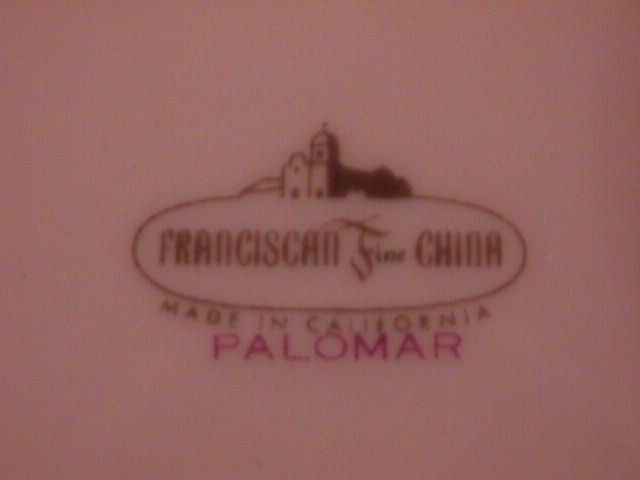 FRANCISCAN Fine CHINA
MADE IN CALIFORNIA
PALOMAR